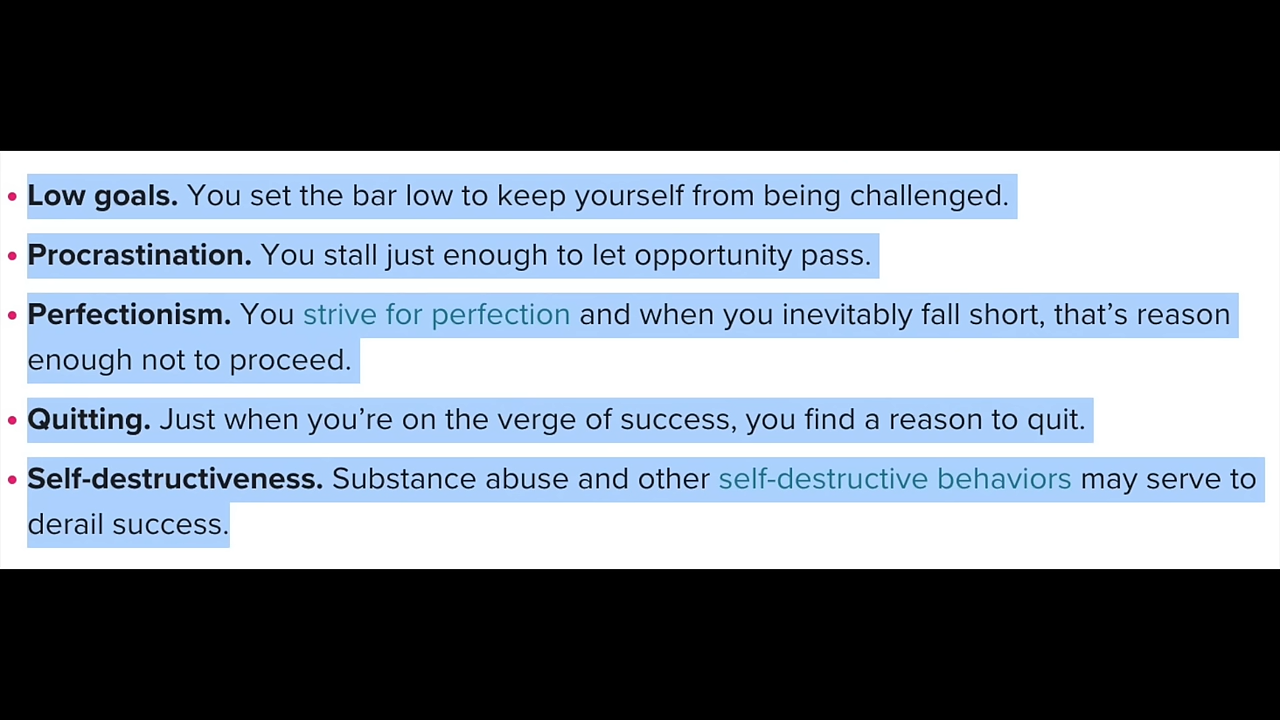 • Low goals. You set the bar low to keep yourself from being challenged.
• Procrastination. You stall just enough to let opportunity pass.
• Perfectionism. You strive for perfection and when you inevitably fall short, that’s reason
enough not to proceed.
• Quitting. Just when you’re on the verge of success, you find a reason to quit.
• Self-destructiveness. Substance abuse and other self-destructive behaviors may serve to
derail success.